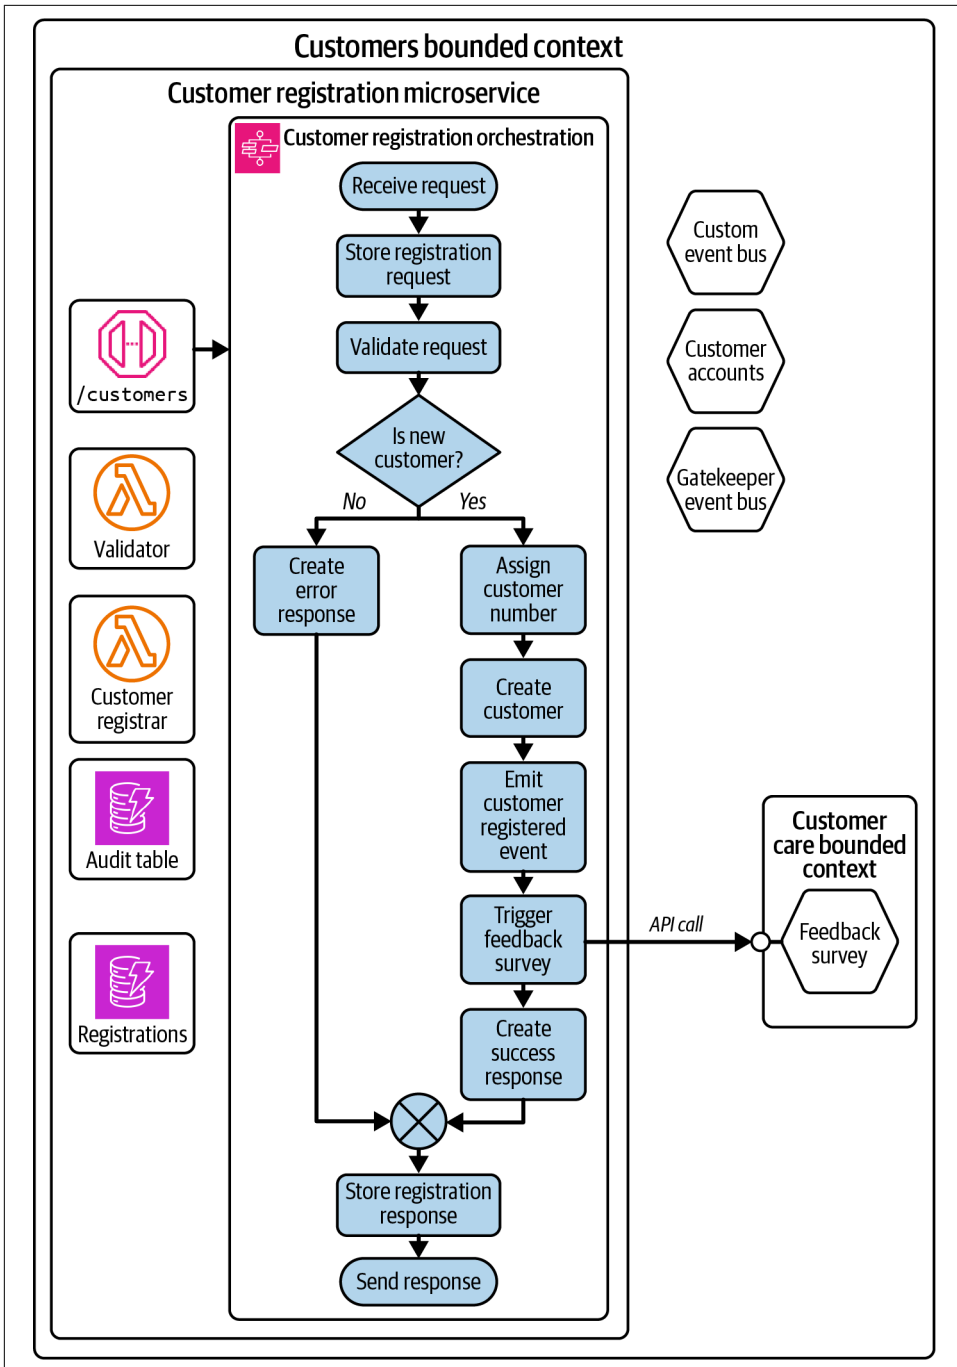 Customers bounded context
Customer registration microservice
Customer registration orchestration
Receive request
Store registration
request
Validate request
Is new
customer?
No
Yes
Create
error
response
Assign
customer
number
Create
customer
Emit
customer
registered
event
Trigger
feedback
survey
Create
success
response
Store registration
response
Send response
/customers
Validator
Customer
registrar
Audit table
Registrations
Custom
event bus
Customer
accounts
Gatekeeper
event bus
API call
Customer
care bounded
context
Feedback
survey